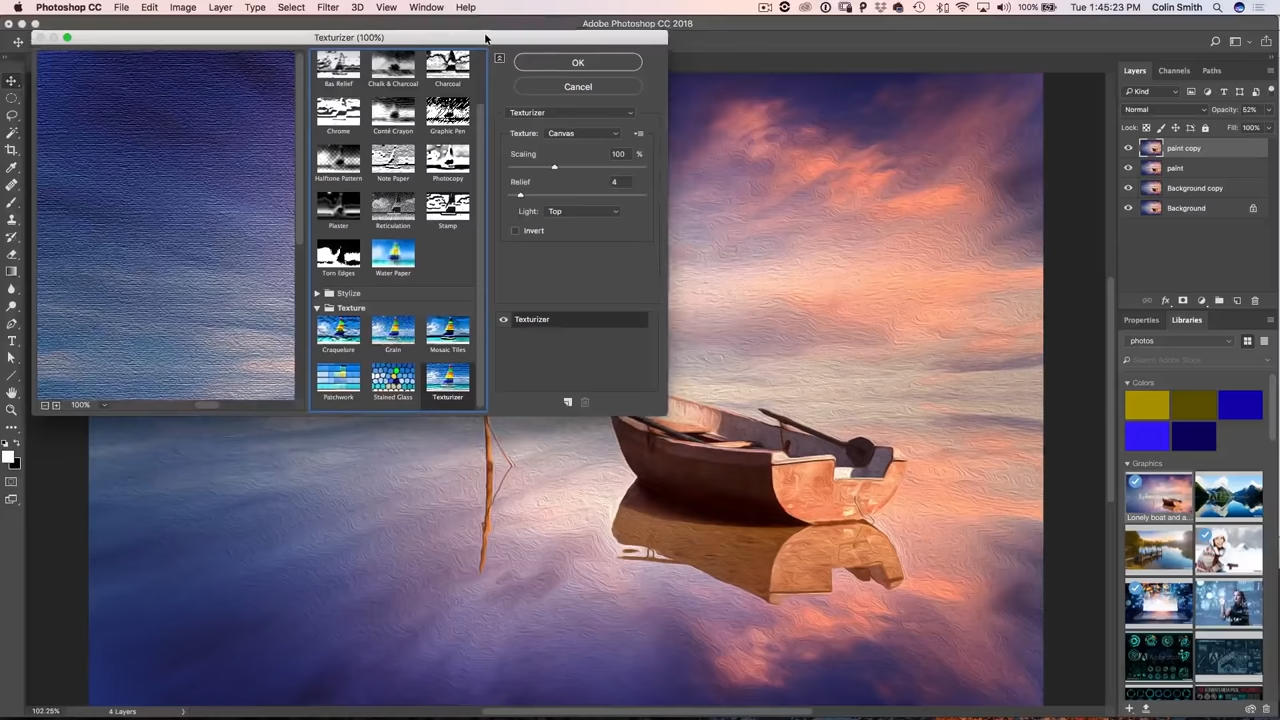 Photoshop CC File Edit Image Layer Type Select Filter 3D View Window Help 100% Tue 1:45:23 PM Colin Smith
Adobe Photoshop CC 2018
Texturizer (100%)
Bas Relief Chalk & Charcoal Charcoal
Chrome Conté Crayon Graphic Pen
Halftone Pattern Note Paper Photocopy
Plaster Reticulation Stamp
Torn Edges Water Paper
Stylize
Texture
Craquelure Grain Mosaic Tiles
Patchwork Stained Glass Texturizer
100%
OK
Cancel
Texturizer
Texture: Canvas
Scaling 100 %
Relief 4
Light: Top
Invert
Texturizer
Layers Channels Paths
Kind
Normal Opacity: 52%
Lock: Fill: 100%
paint copy
paint
Background copy
Background
Properties Libraries
photos
Search Adobe Stock
Colors
Graphics
Lonely boat and a...
102.25% 4 Layers